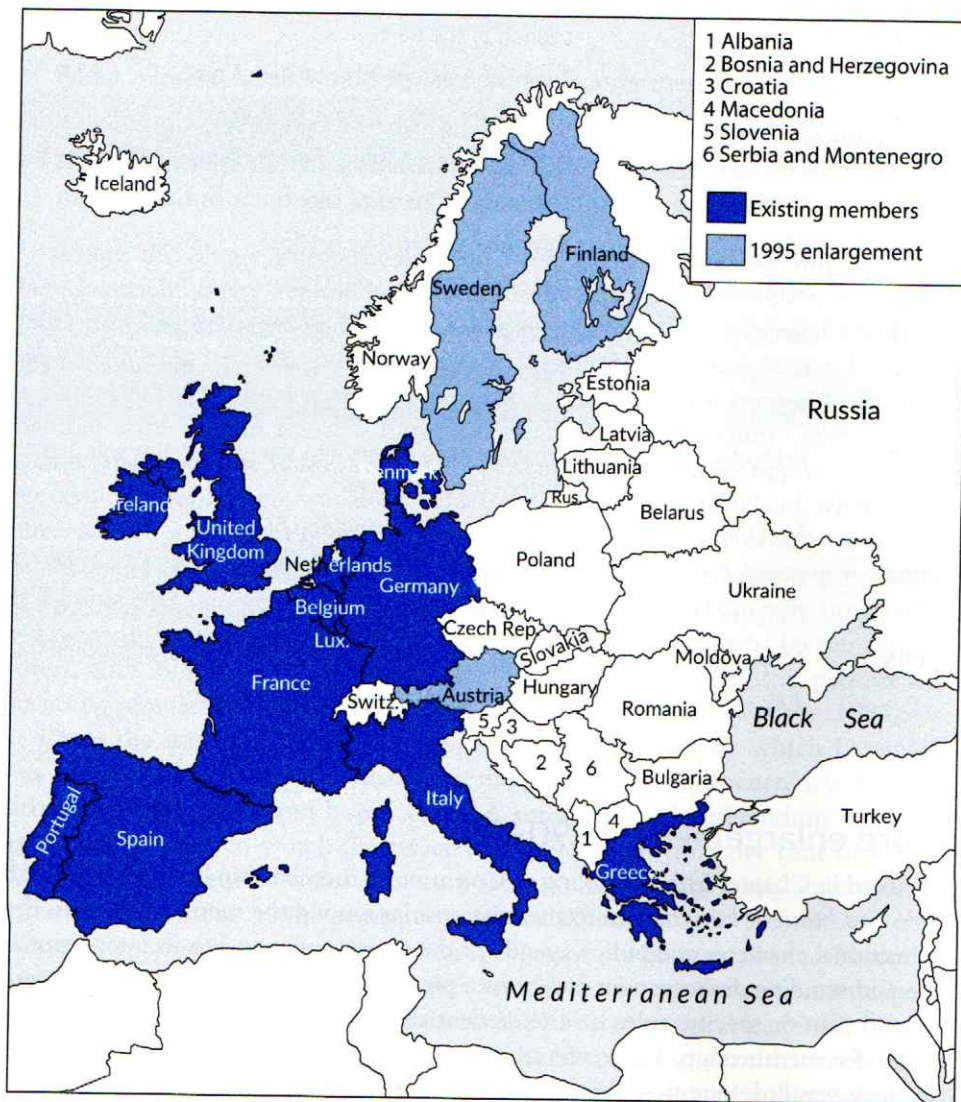 1 Albania
2 Bosnia and Herzegovina
3 Croatia
4 Macedonia
5 Slovenia
6 Serbia and Montenegro
Existing members
1995 enlargement
Iceland
Finland
Sweden
Norway
Estonia
Russia
Latvia
Lithuania
Rus.
Belarus
Denmark
Ireland
United
Kingdom
Netherlands
Germany
Poland
Ukraine
Belgium
Lux.
Czech Rep.
Slovakia
Moldova
France
Switz.
Austria
Hungary
Romania
Black Sea
5
3
2
6
Bulgaria
Italy
4
1
Turkey
Portugal
Spain
Greece
Mediterranean Sea